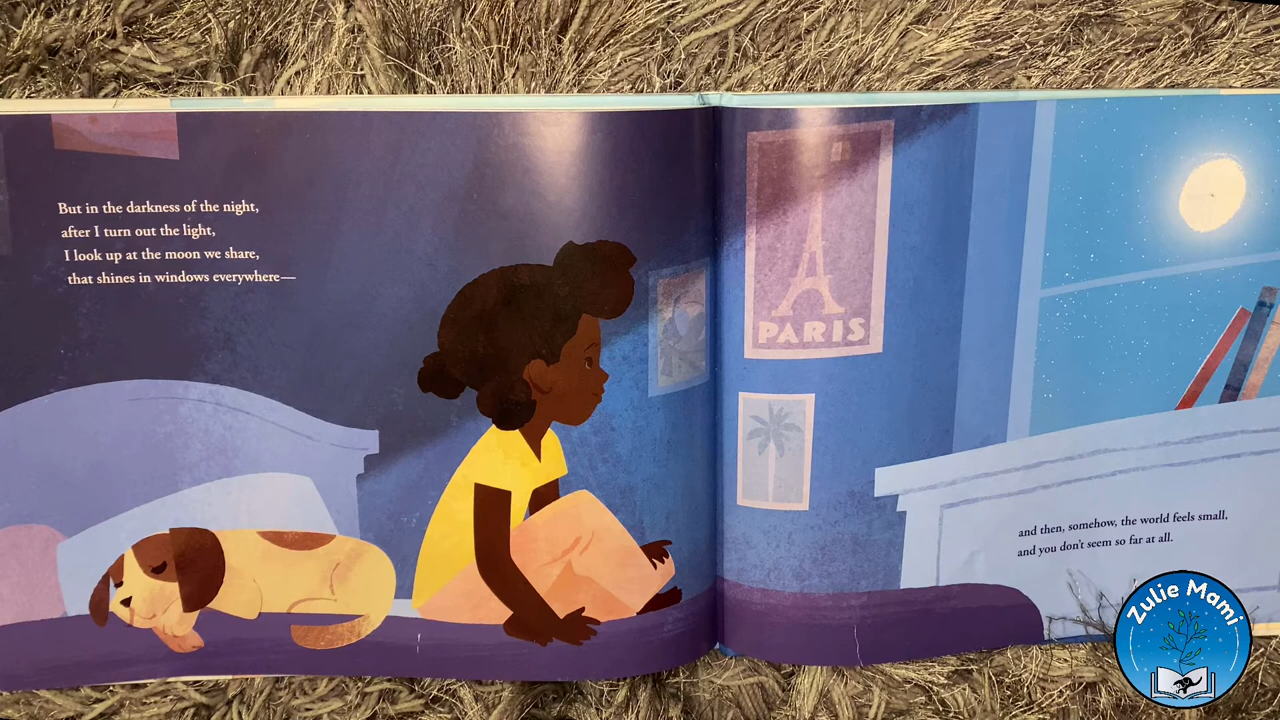 But in the darkness of the night,
after I turn out the light,
I look up at the moon we share,
that shines in windows everywhere—
PARIS
and then, somehow, the world feels small,
and you don't seem so far at all.
Zulie Mami